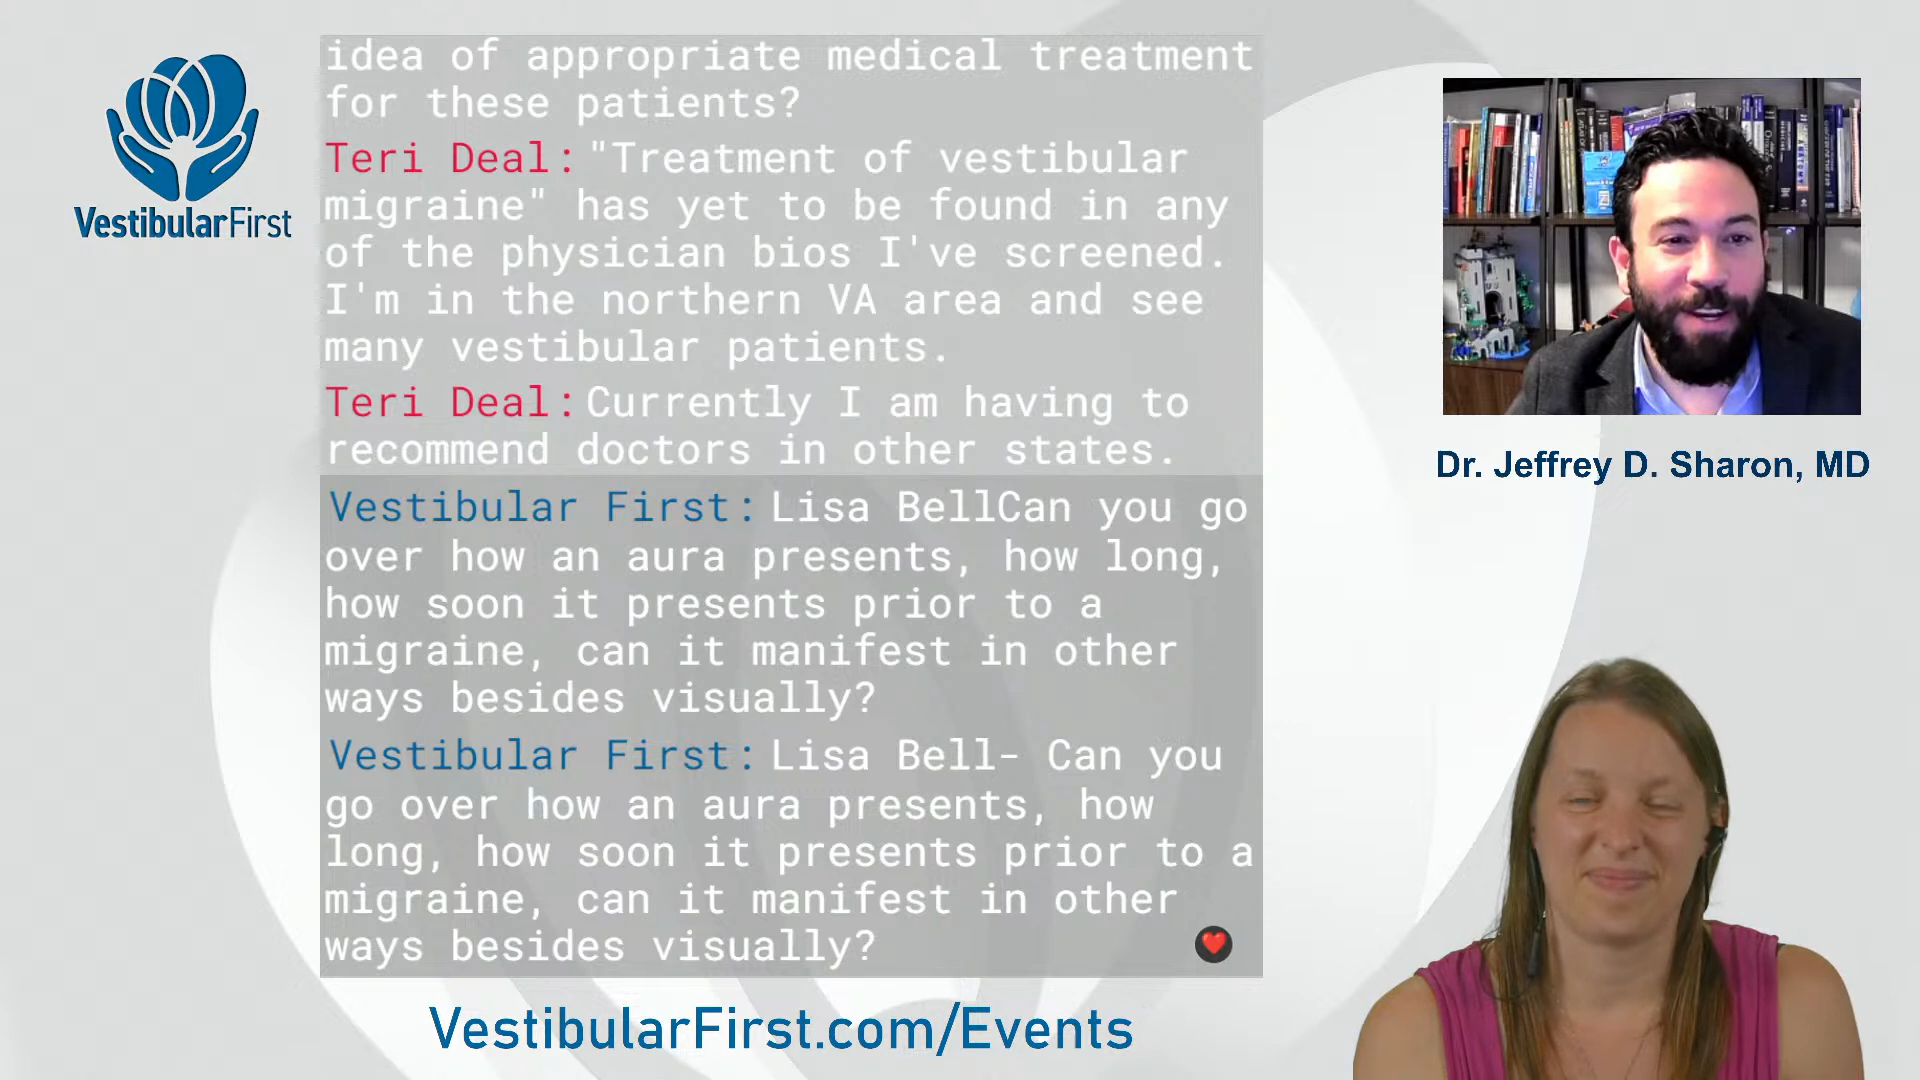 VestibularFirst
idea of appropriate medical treatment
for these patients?
Teri Deal: "Treatment of vestibular
migraine" has yet to be found in any
of the physician bios I've screened.
I'm in the northern VA area and see
many vestibular patients.
Teri Deal: Currently I am having to
recommend doctors in other states.
Vestibular First: Lisa BellCan you go
over how an aura presents, how long,
how soon it presents prior to a
migraine, can it manifest in other
ways besides visually?
Vestibular First: Lisa Bell- Can you
go over how an aura presents, how
long, how soon it presents prior to a
migraine, can it manifest in other
ways besides visually?
VestibularFirst.com/Events
Dr. Jeffrey D. Sharon, MD